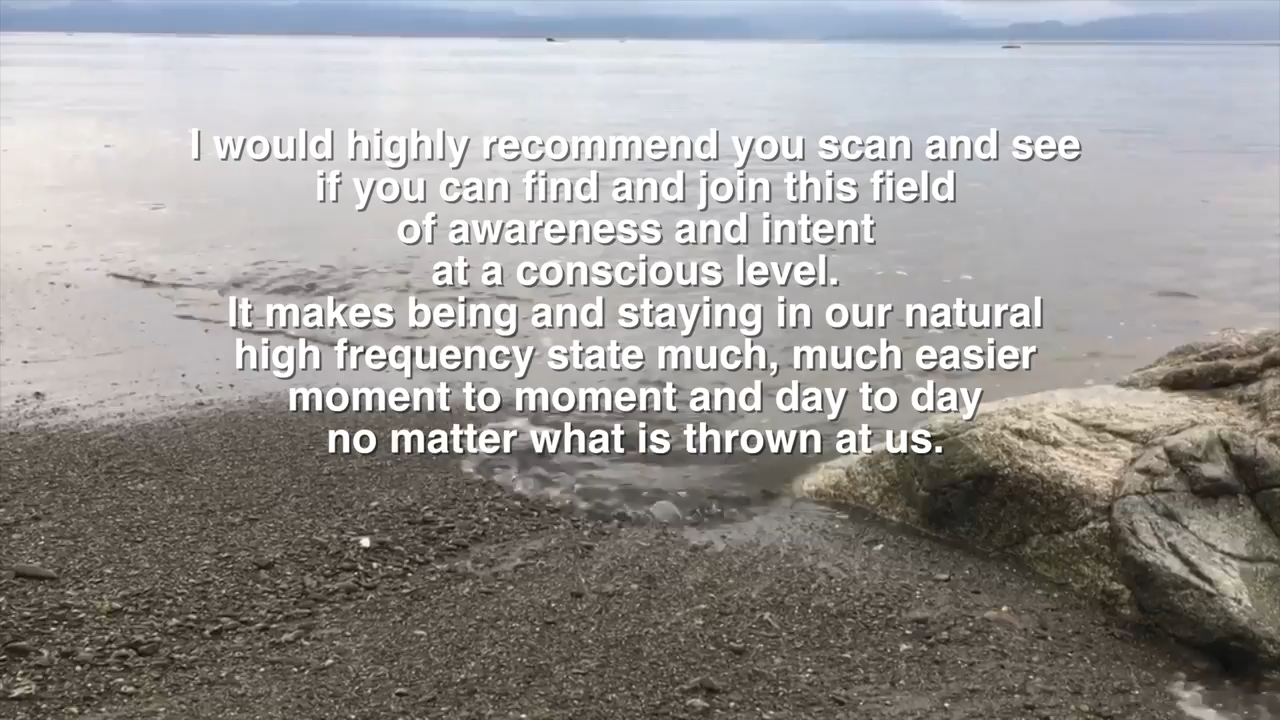 I would highly recommend you scan and see
if you can find and join this field
of awareness and intent
at a conscious level.
It makes being and staying in our natural
high frequency state much, much easier
moment to moment and day to day
no matter what is thrown at us.